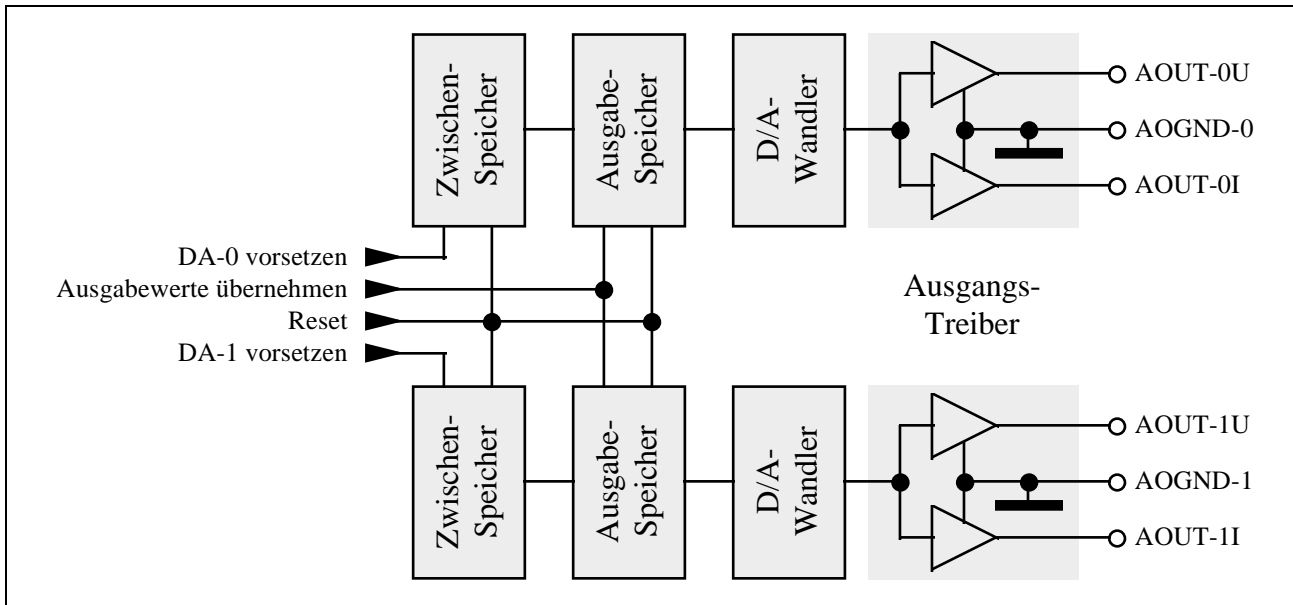 Zwischen-
Speicher
Ausgabe-
Speicher
D/A-
Wandler
AOUT-0U
AOGND-0
AOUT-0I
DA-0 vorsetzen
Ausgabewerte übernehmen
Reset
DA-1 vorsetzen
Ausgangs-
Treiber
Zwischen-
Speicher
Ausgabe-
Speicher
D/A-
Wandler
AOUT-1U
AOGND-1
AOUT-1I